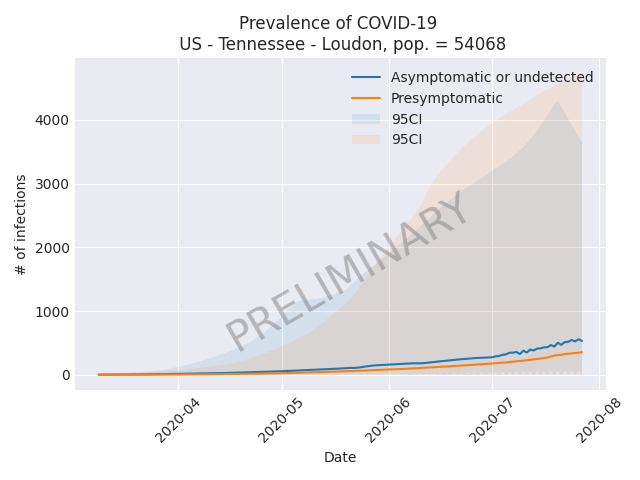 Prevalence of COVID-19
US - Tennessee - Loudon, pop. = 54068
Asymptomatic or undetected
Presymptomatic
95CI
95CI
# of infections
4000
3000
2000
1000
0
PRELIMINARY
2020-04
2020-05
2020-06
2020-07
2020-08
Date